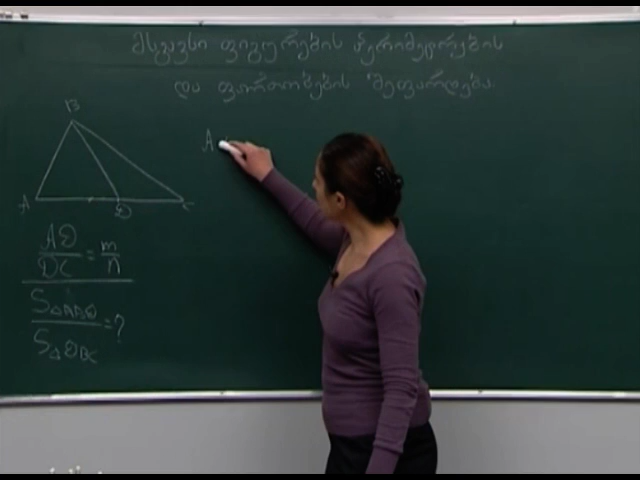 მსგავსი ფიგურების პერიმეტრების
და ფართობების შეფარდება.
B
A
D
C
A
AD/DC = m/n
S△ABD/S△DBC = ?